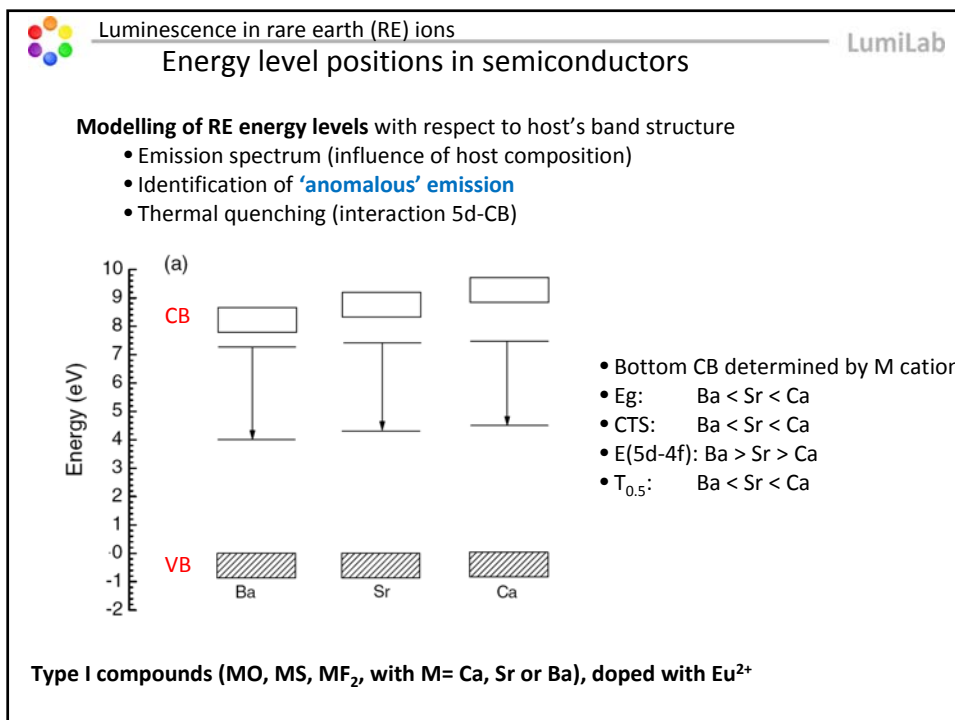 Luminescence in rare earth (RE) ions
LumiLab
Energy level positions in semiconductors
Modelling of RE energy levels with respect to host's band structure
• Emission spectrum (influence of host composition)
• Identification of 'anomalous' emission
• Thermal quenching (interaction 5d-CB)
(a)
Energy (eV)
10
9
8
7
6
5
4
3
2
1
0
-1
-2
CB
VB
Ba
Sr
Ca
• Bottom CB determined by M cation
• Eg: Ba < Sr < Ca
• CTS: Ba < Sr < Ca
• E(5d-4f): Ba > Sr > Ca
• T0.5: Ba < Sr < Ca
Type I compounds (MO, MS, MF2, with M= Ca, Sr or Ba), doped with Eu2+